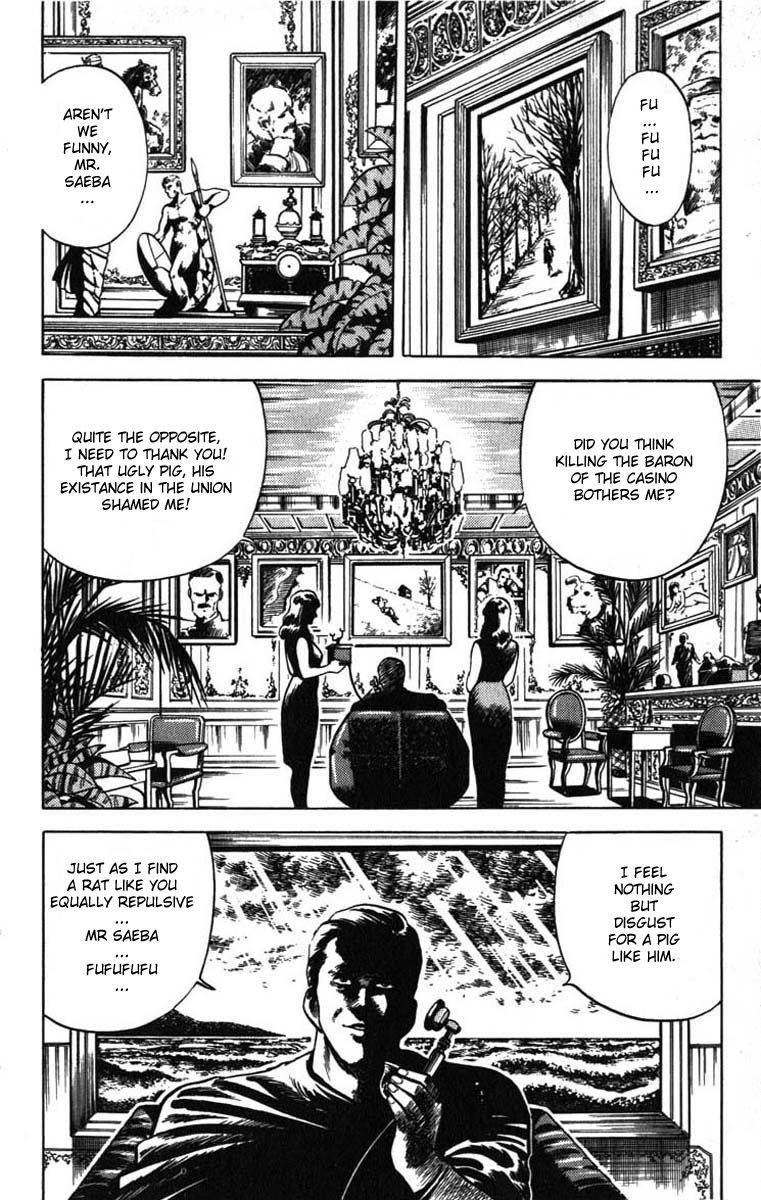 FU
...
FU
FU
FU
...
AREN'T
WE
FUNNY,
MR.
SAEBA
...
DID YOU THINK
KILLING THE BARON
OF THE CASINO
BOTHERS ME?
QUITE THE OPPOSITE,
I NEED TO THANK YOU!
THAT UGLY PIG, HIS
EXISTANCE IN THE UNION
SHAMED ME!
I FEEL
NOTHING
BUT
DISGUST
FOR A PIG
LIKE HIM.
JUST AS I FIND
A RAT LIKE YOU
EQUALLY REPULSIVE
...
MR SAEBA
...
FUFUFUFU
...